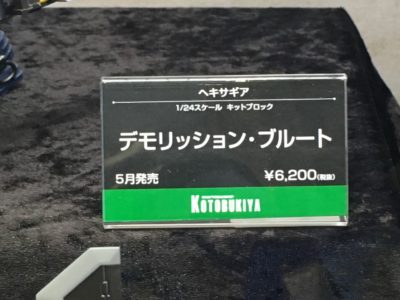 ヘキサギア
1/24スケール キットブロック
デモリッション・ブルート
5月発売 ¥6,200(税抜)
KOTOBUKIYA